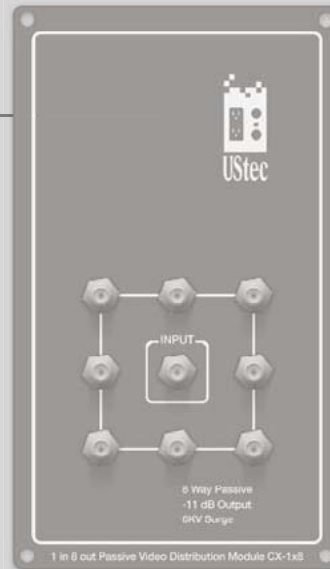 UStec
INPUT
8 Way Passive
-11 dB Output
6KV Surge
1 in 8 out Passive Video Distribution Module CX-1x8